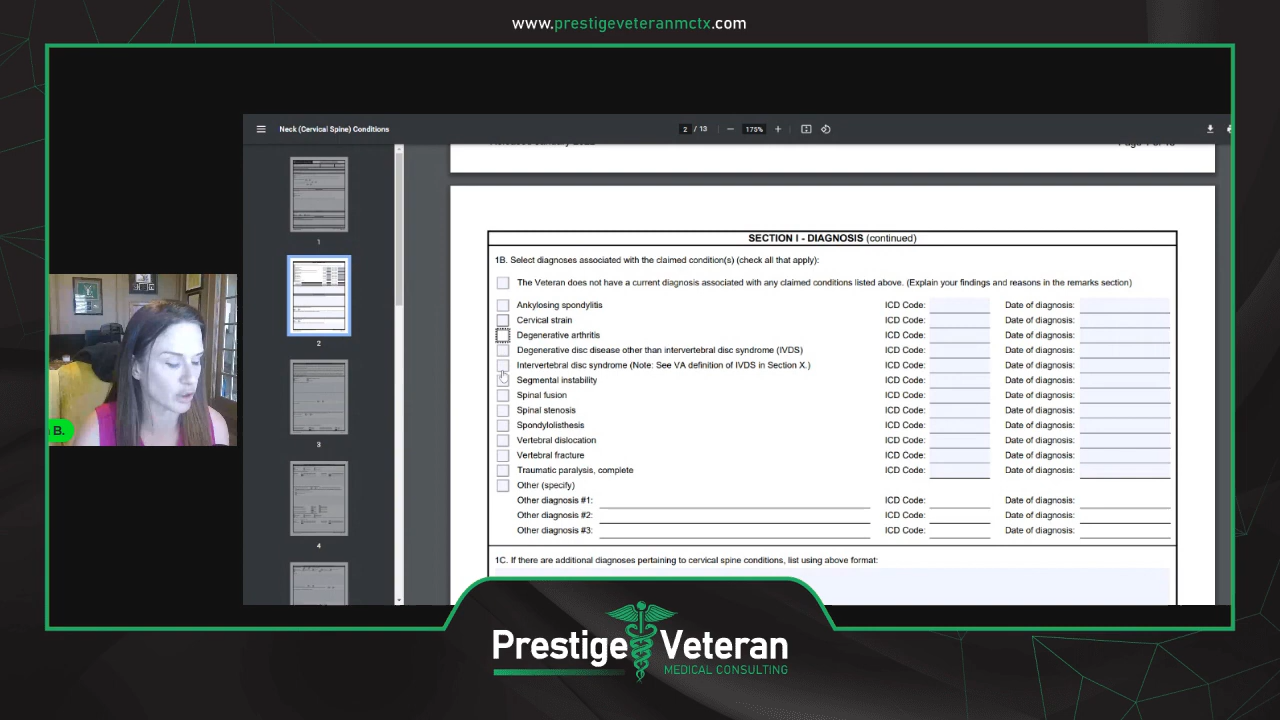 www.prestigeveteranmctx.com
Neck (Cervical Spine) Conditions
2 / 13
175%
SECTION I - DIAGNOSIS (continued)
1B. Select diagnoses associated with the claimed condition(s) (check all that apply):
The Veteran does not have a current diagnosis associated with any claimed conditions listed above. (Explain your findings and reasons in the remarks section)
Ankylosing spondylitis ICD Code: Date of diagnosis:
Cervical strain ICD Code: Date of diagnosis:
Degenerative arthritis ICD Code: Date of diagnosis:
Degenerative disc disease other than intervertebral disc syndrome (IVDS) ICD Code: Date of diagnosis:
Intervertebral disc syndrome (Note: See VA definition of IVDS in Section X.) ICD Code: Date of diagnosis:
Segmental instability ICD Code: Date of diagnosis:
Spinal fusion ICD Code: Date of diagnosis:
Spinal stenosis ICD Code: Date of diagnosis:
Spondylolisthesis ICD Code: Date of diagnosis:
Vertebral dislocation ICD Code: Date of diagnosis:
Vertebral fracture ICD Code: Date of diagnosis:
Traumatic paralysis, complete ICD Code: Date of diagnosis:
Other (specify)
Other diagnosis #1: ICD Code: Date of diagnosis:
Other diagnosis #2: ICD Code: Date of diagnosis:
Other diagnosis #3: ICD Code: Date of diagnosis:
1C. If there are additional diagnoses pertaining to cervical spine conditions, list using above format:
1
2
3
4
B.
Prestige Veteran
MEDICAL CONSULTING